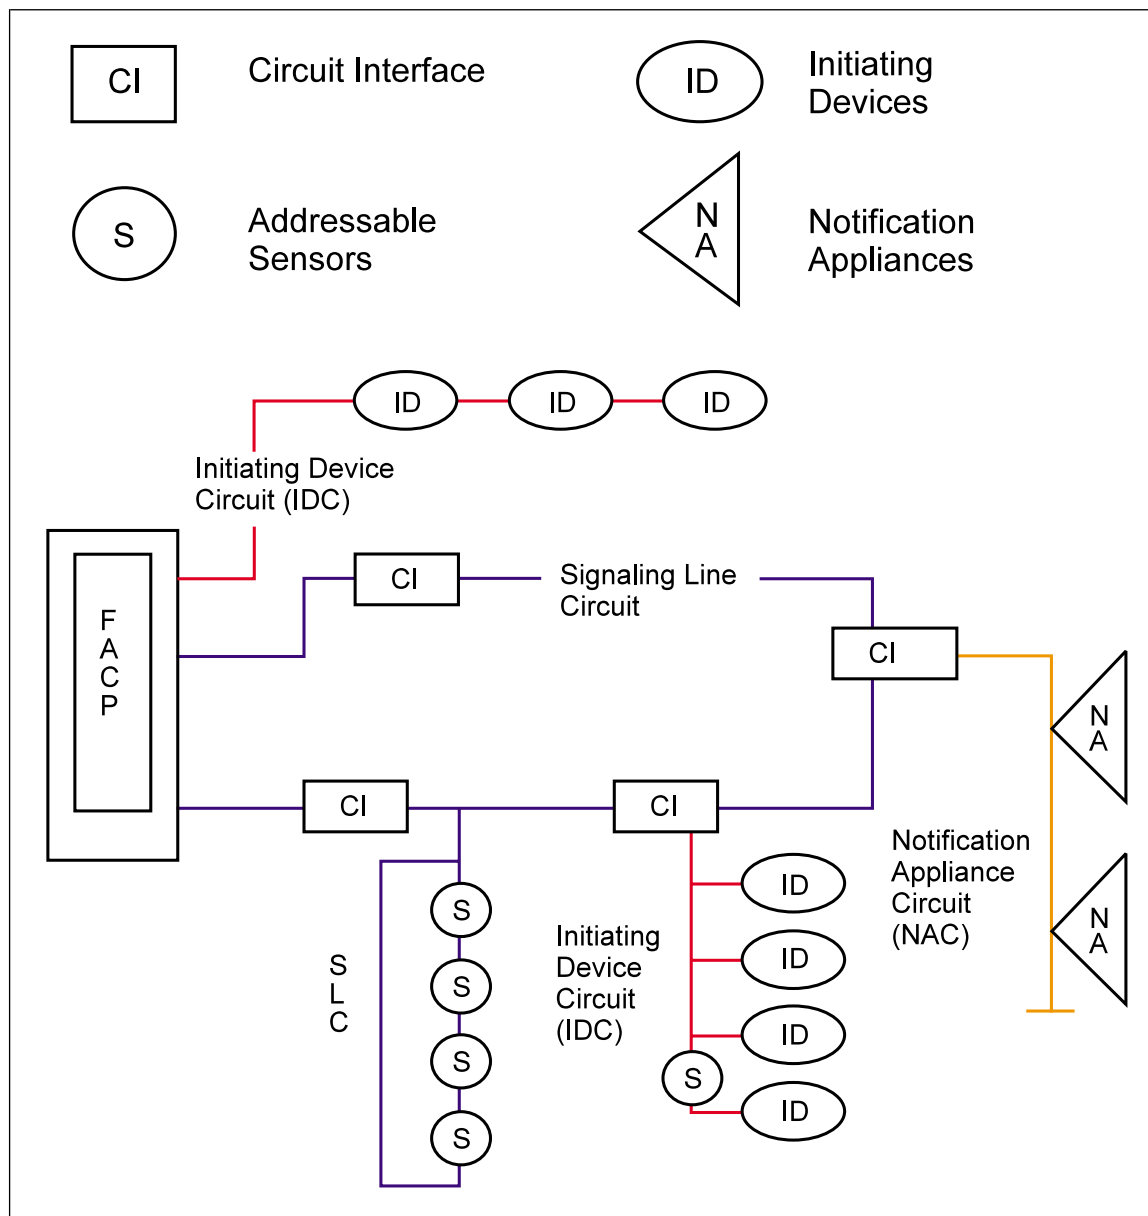 CI
Circuit Interface
ID
Initiating
Devices
S
Addressable
Sensors
N
A
Notification
Appliances
ID
ID
ID
Initiating Device
Circuit (IDC)
F
A
C
P
CI
Signaling Line
Circuit
CI
N
A
CI
CI
Notification
Appliance
Circuit
(NAC)
N
A
S
L
C
S
S
S
S
Initiating
Device
Circuit
(IDC)
ID
ID
ID
S
ID